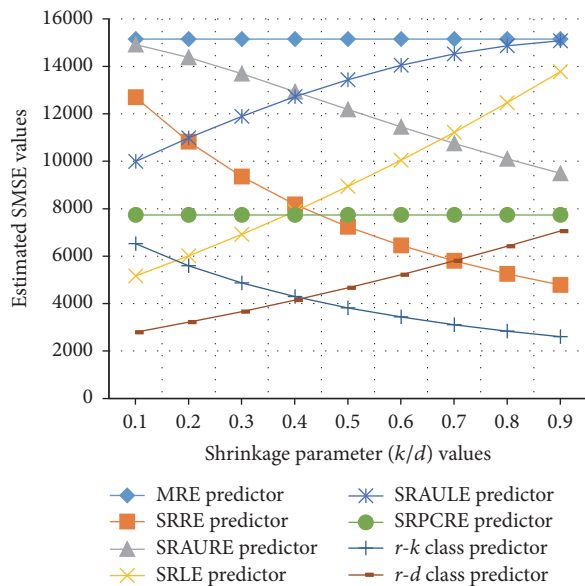 Estimated SMSE values
16000
14000
12000
10000
8000
6000
4000
2000
0
0.1 0.2 0.3 0.4 0.5 0.6 0.7 0.8 0.9
Shrinkage parameter (k/d) values
MRE predictor
SRRE predictor
SRAURE predictor
SRLE predictor
SRAULE predictor
SRPCRE predictor
r-k class predictor
r-d class predictor